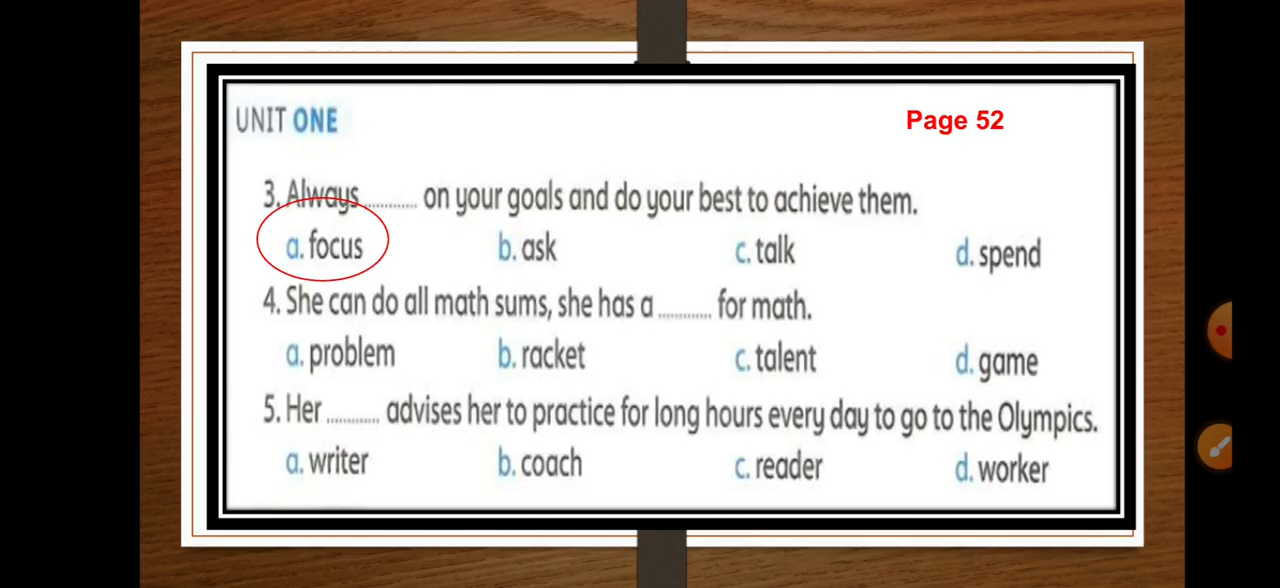 UNIT ONE
Page 52
3. Always .......... on your goals and do your best to achieve them.
a. focus b. ask c. talk d. spend
4. She can do all math sums, she has a .......... for math.
a. problem b. racket c. talent d. game
5. Her .......... advises her to practice for long hours every day to go to the Olympics.
a. writer b. coach c. reader d. worker